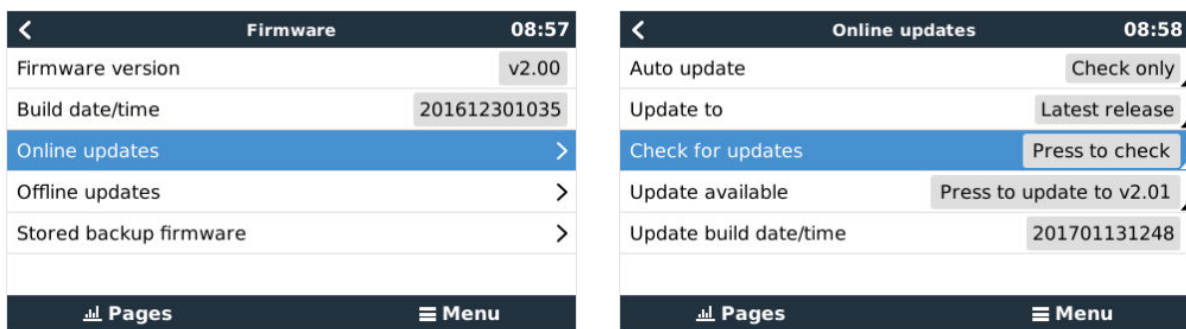 Firmware 08:57
Firmware version v2.00
Build date/time 201612301035
Online updates
Offline updates
Stored backup firmware
Pages Menu
Online updates 08:58
Auto update Check only
Update to Latest release
Check for updates Press to check
Update available Press to update to v2.01
Update build date/time 201701131248
Pages Menu